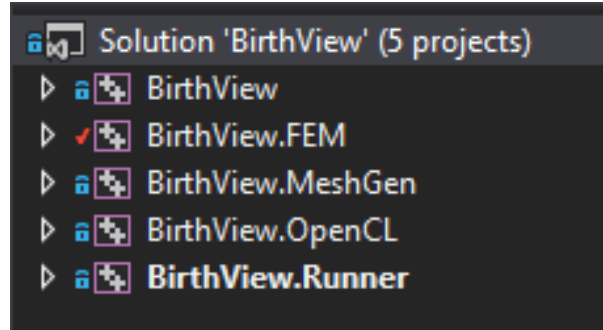 Solution 'BirthView' (5 projects)
BirthView
BirthView.FEM
BirthView.MeshGen
BirthView.OpenCL
BirthView.Runner